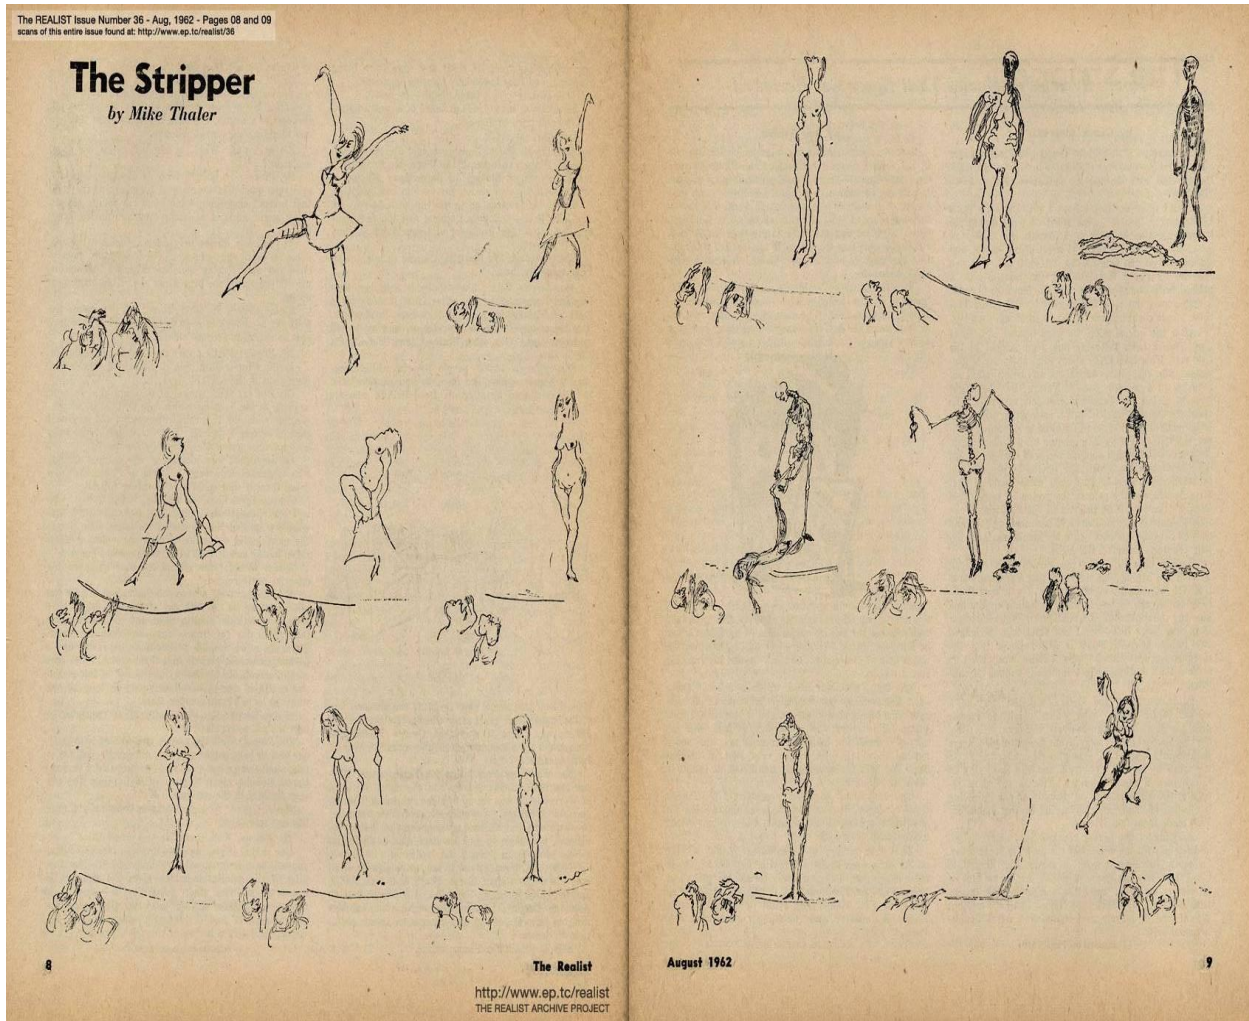 The REALIST Issue Number 36 - Aug, 1962 - Pages 08 and 09
scans of this entire issue found at: http://www.ep.tc/realist/36
The Stripper
by Mike Thaler
8
The Realist
http://www.ep.tc/realist
THE REALIST ARCHIVE PROJECT
August 1962
9